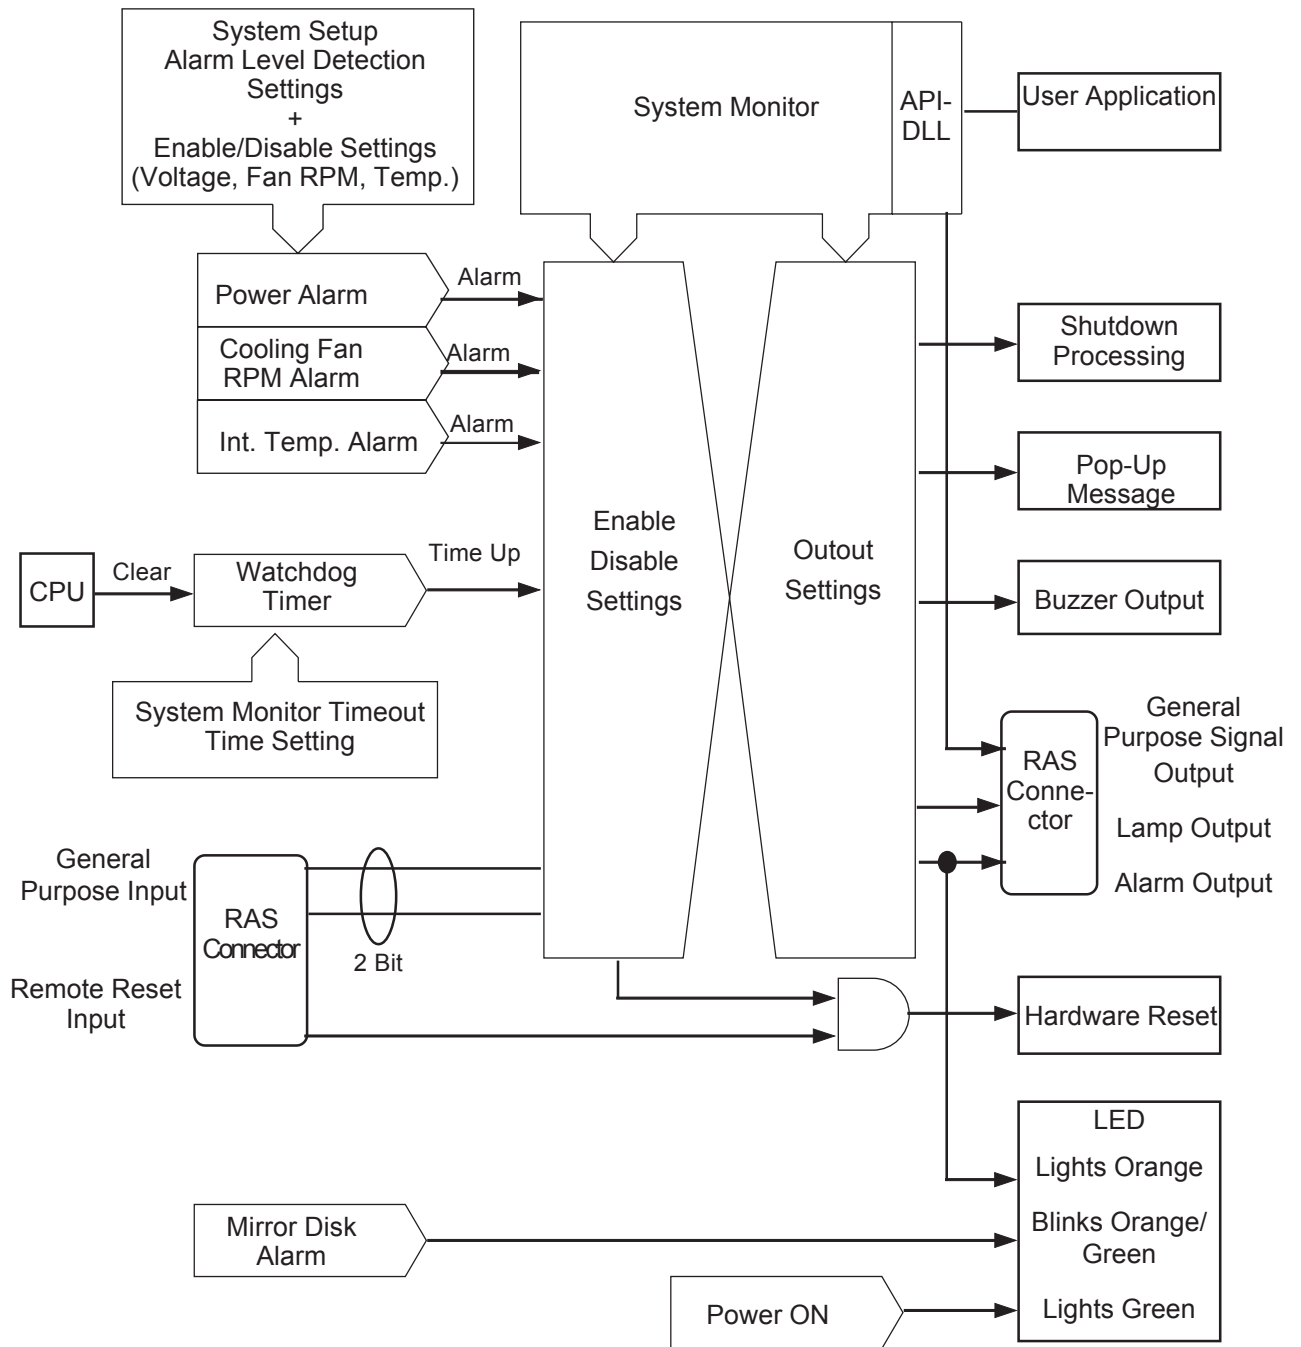 System Setup
Alarm Level Detection
Settings
+
Enable/Disable Settings
(Voltage, Fan RPM, Temp.)
System Monitor
API-
DLL
User Application
Power Alarm
Alarm
Cooling Fan
RPM Alarm
Alarm
Int. Temp. Alarm
Alarm
Shutdown
Processing
Pop-Up
Message
Enable
Disable
Settings
Outout
Settings
CPU
Clear
Watchdog
Timer
Time Up
Buzzer Output
System Monitor Timeout
Time Setting
RAS
Conne-
ctor
General
Purpose Signal
Output
Lamp Output
Alarm Output
General
Purpose Input
RAS
Connector
2 Bit
Remote Reset
Input
Hardware Reset
LED
Lights Orange
Blinks Orange/
Green
Lights Green
Mirror Disk
Alarm
Power ON